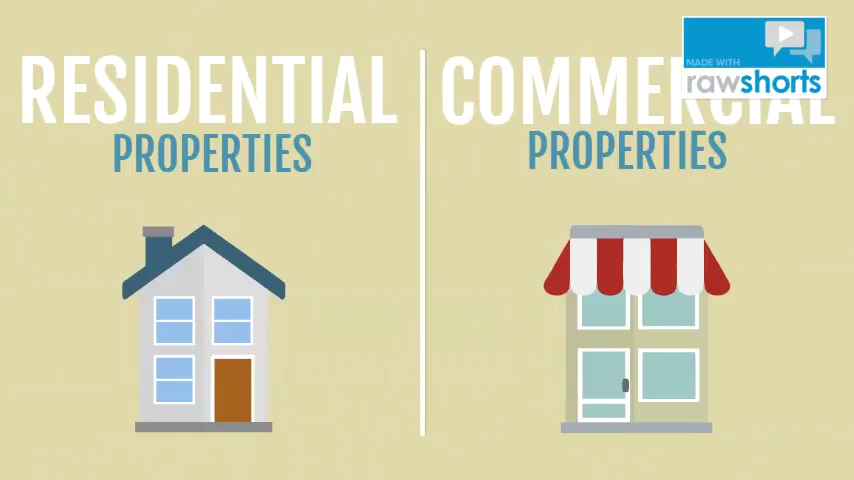 RESIDENTIAL
PROPERTIES
COMMERCIAL
PROPERTIES
MADE WITH
rawshorts